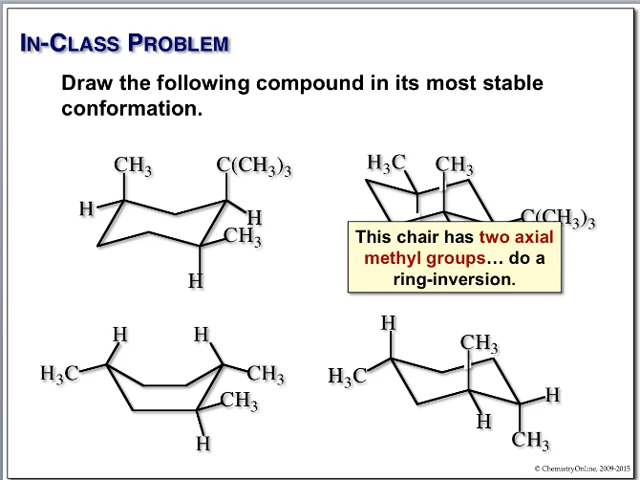 IN-CLASS PROBLEM
Draw the following compound in its most stable
conformation.
CH3
C(CH3)3
H
H
CH3
H
H3C
CH3
C(CH3)3
This chair has two axial
methyl groups... do a
ring-inversion.
H
H
H3C
CH3
CH3
H
H
CH3
H3C
H
H
CH3
© ChemistryOnline, 2009-2015